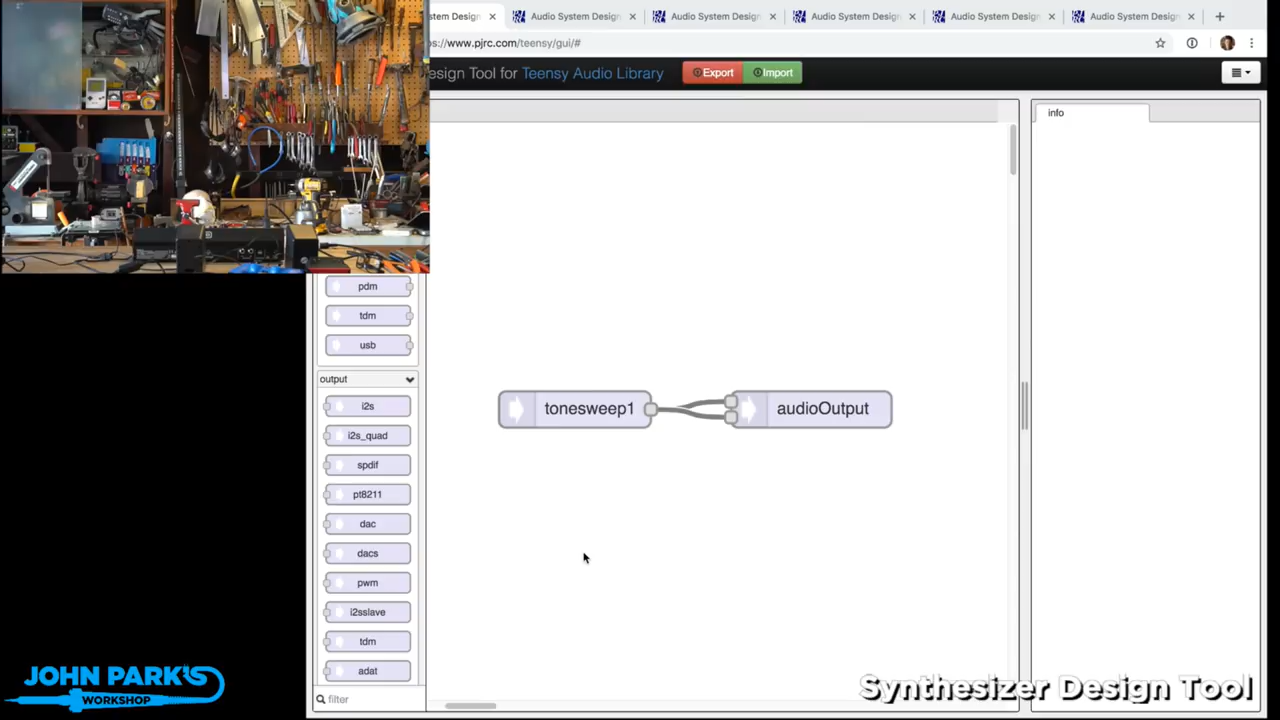 stem Design
Audio System Design
Audio System Design
Audio System Design
Audio System Design
Audio System Design
ps://www.pjrc.com/teensy/gui/#
esign Tool for Teensy Audio Library
Export
Import
info
pdm
tdm
usb
output
i2s
i2s_quad
spdif
pt8211
dac
dacs
pwm
i2sslave
tdm
adat
filter
tonesweep1
audioOutput
JOHN PARK'S
WORKSHOP
Synthesizer Design Tool